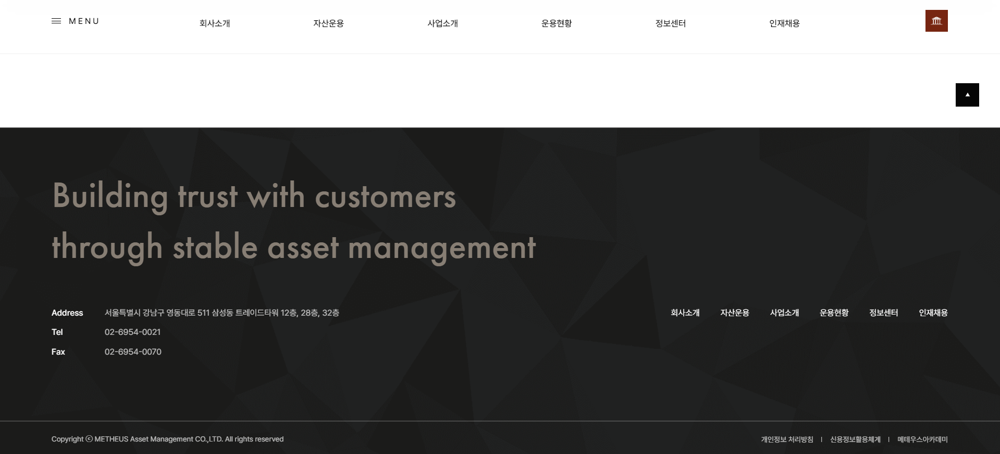 MENU
회사소개
자산운용
사업소개
운용현황
정보센터
인재채용
▲
Building trust with customers
through stable asset management
Address 서울특별시 강남구 영동대로 511 삼성동 트레이드타워 12층, 28층, 32층
Tel 02-6954-0021
Fax 02-6954-0070
회사소개 자산운용 사업소개 운용현황 정보센터 인재채용
Copyright ⓒ METHEUS Asset Management CO.,LTD. All rights reserved
개인정보 처리방침 | 신용정보활용체계 | 메테우스아카데미